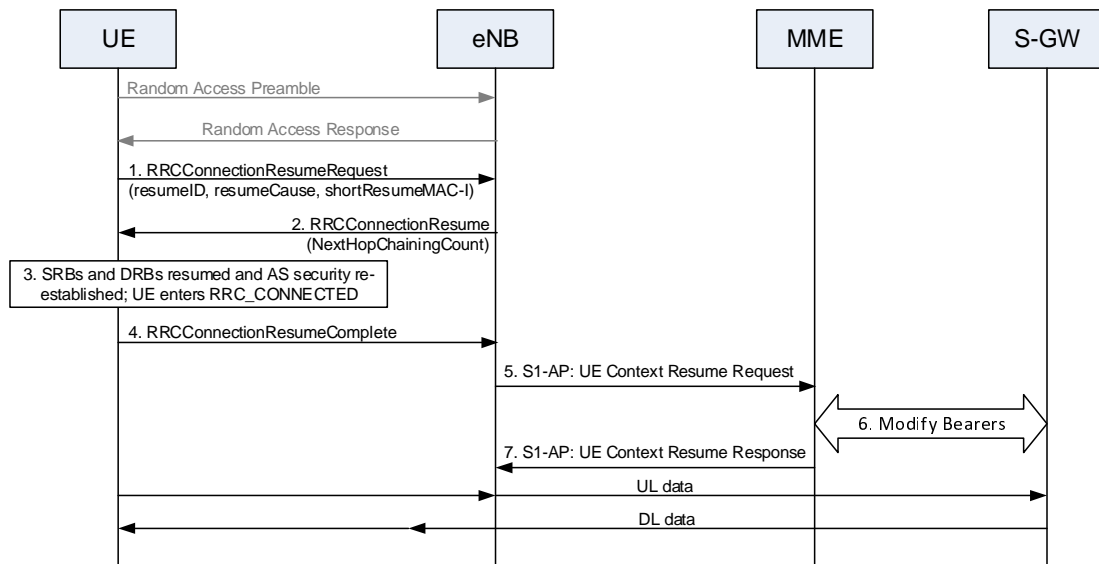 UE
eNB
MME
S-GW
Random Access Preamble
Random Access Response
1. RRCConnectionResumeRequest
(resumeID, resumeCause, shortResumeMAC-I)
2. RRCConnectionResume
(NextHopChainingCount)
3. SRBs and DRBs resumed and AS security re-
established; UE enters RRC_CONNECTED
4. RRCConnectionResumeComplete
5. S1-AP: UE Context Resume Request
6. Modify Bearers
7. S1-AP: UE Context Resume Response
UL data
DL data